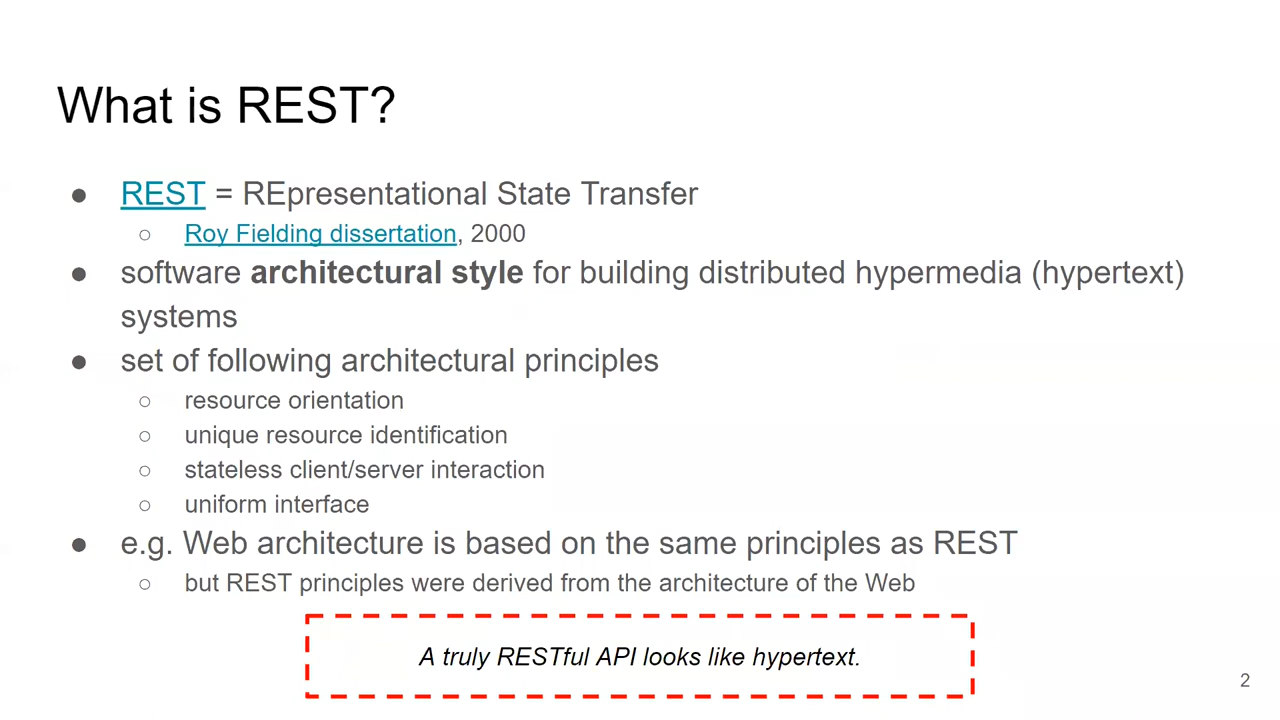 What is REST?
● REST = REpresentational State Transfer
○ Roy Fielding dissertation, 2000
● software architectural style for building distributed hypermedia (hypertext)
systems
● set of following architectural principles
○ resource orientation
○ unique resource identification
○ stateless client/server interaction
○ uniform interface
● e.g. Web architecture is based on the same principles as REST
○ but REST principles were derived from the architecture of the Web
A truly RESTful API looks like hypertext.
2